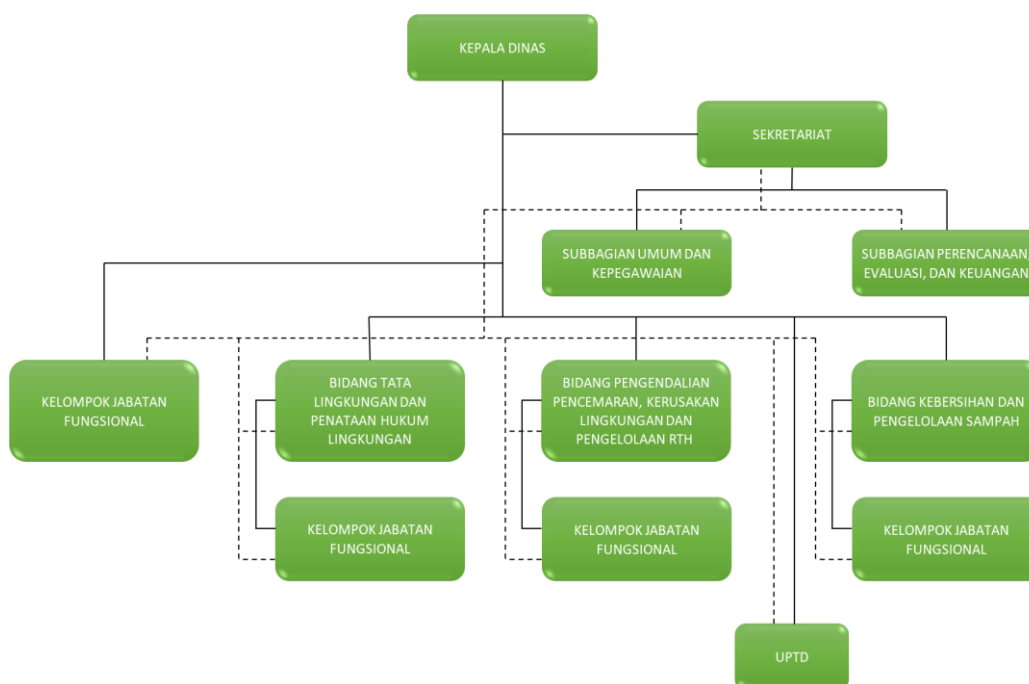 KEPALA DINAS
SEKRETARIAT
SUBBAGIAN UMUM DAN
KEPEGAWAIAN
SUBBAGIAN PERENCANAAN,
EVALUASI, DAN KEUANGAN
KELOMPOK JABATAN
FUNGSIONAL
BIDANG TATA
LINGKUNGAN DAN
PENATAAN HUKUM
LINGKUNGAN
BIDANG PENGENDALIAN
PENCEMARAN, KERUSAKAN
LINGKUNGAN DAN
PENGELOLAAN RTH
BIDANG KEBERSIHAN DAN
PENGELOLAAN SAMPAH
KELOMPOK JABATAN
FUNGSIONAL
KELOMPOK JABATAN
FUNGSIONAL
KELOMPOK JABATAN
FUNGSIONAL
UPTD